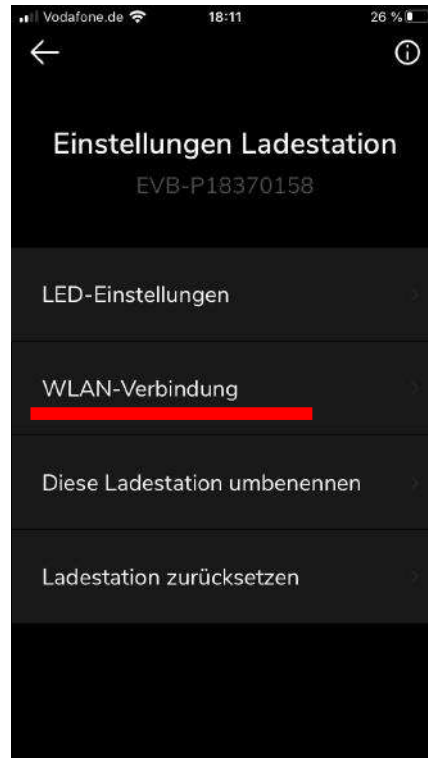 Vodafone.de 18:11 26 %
Einstellungen Ladestation
EVB-P18370158
LED-Einstellungen
WLAN-Verbindung
Diese Ladestation umbenennen
Ladestation zurücksetzen